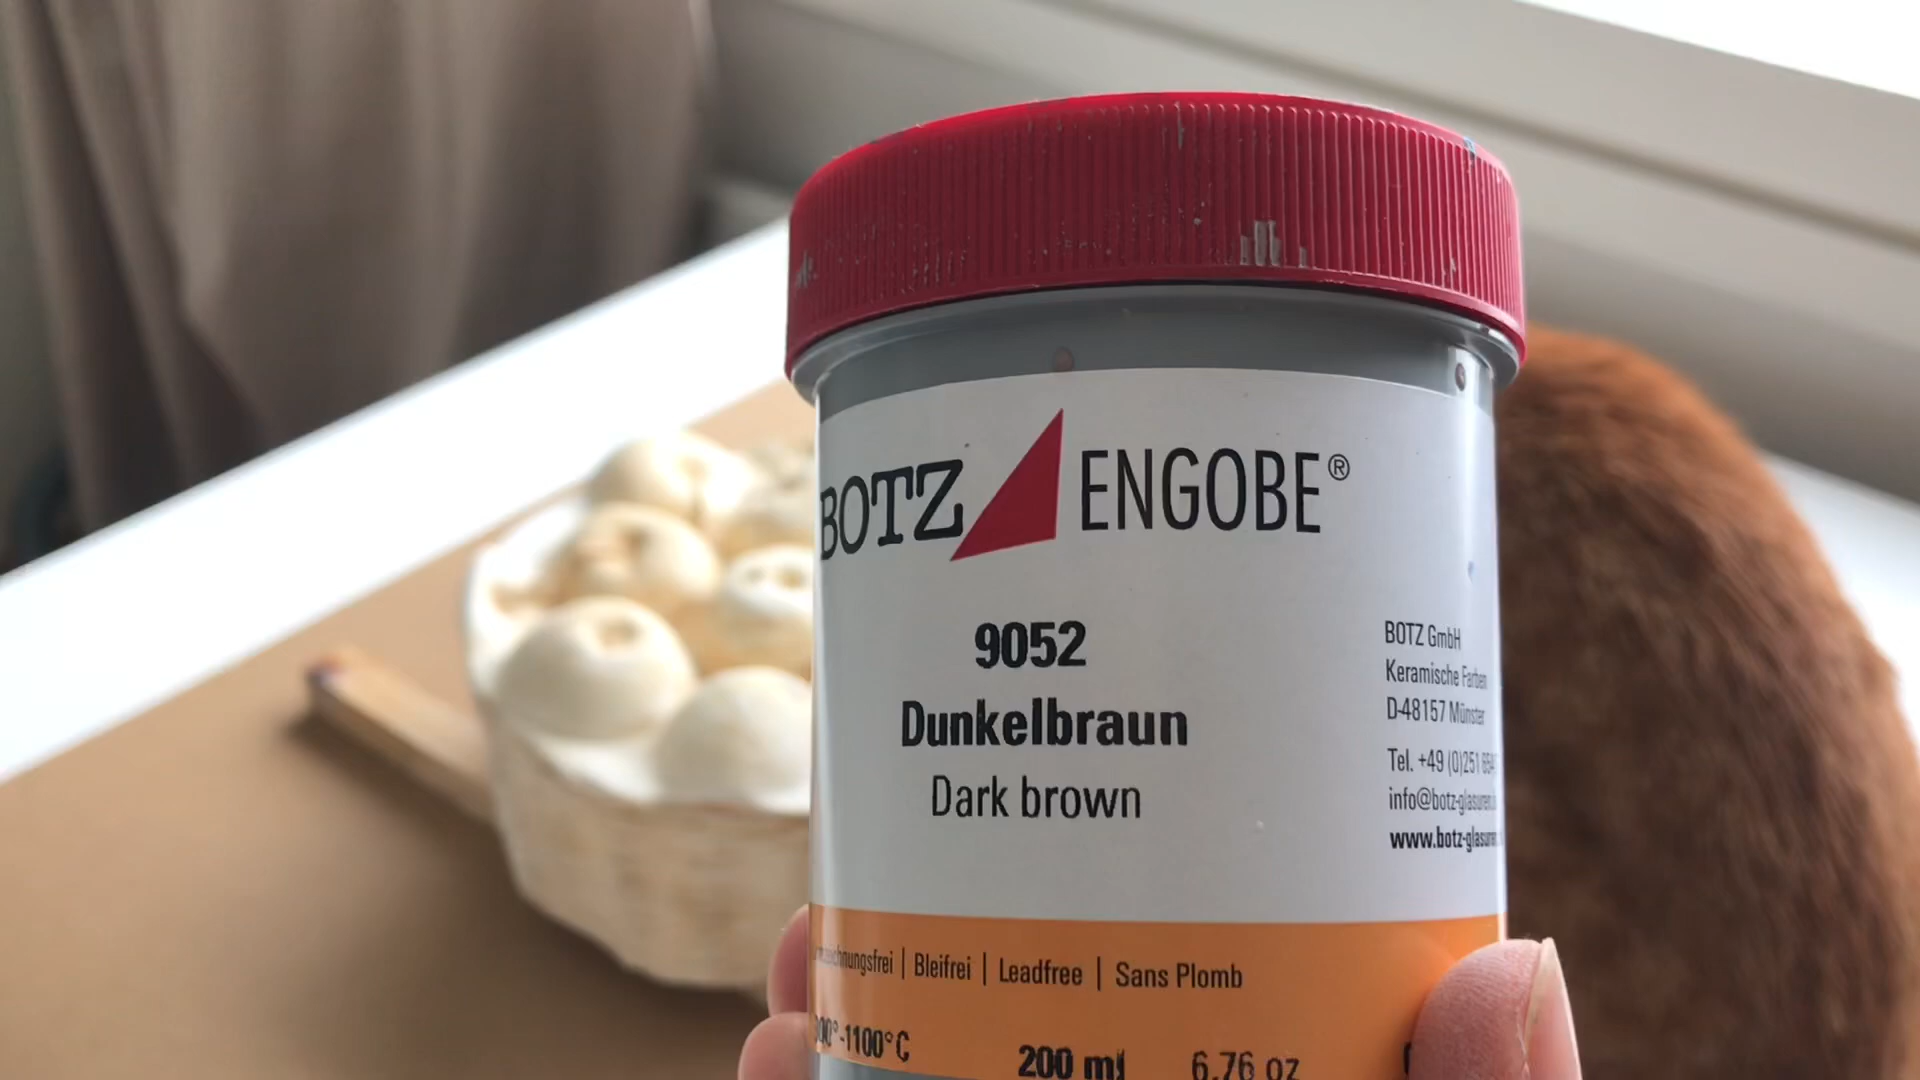 BOTZ ENGOBE®
9052
Dunkelbraun
Dark brown
BOTZ GmbH
Keramische Farben
D-48157 Münster
Tel. +49 (0)251
info@botz-glasuren
www.botz-glasuren
| Bleifrei | Leadfree | Sans Plomb
-1100°C
200 ml 6.76 oz